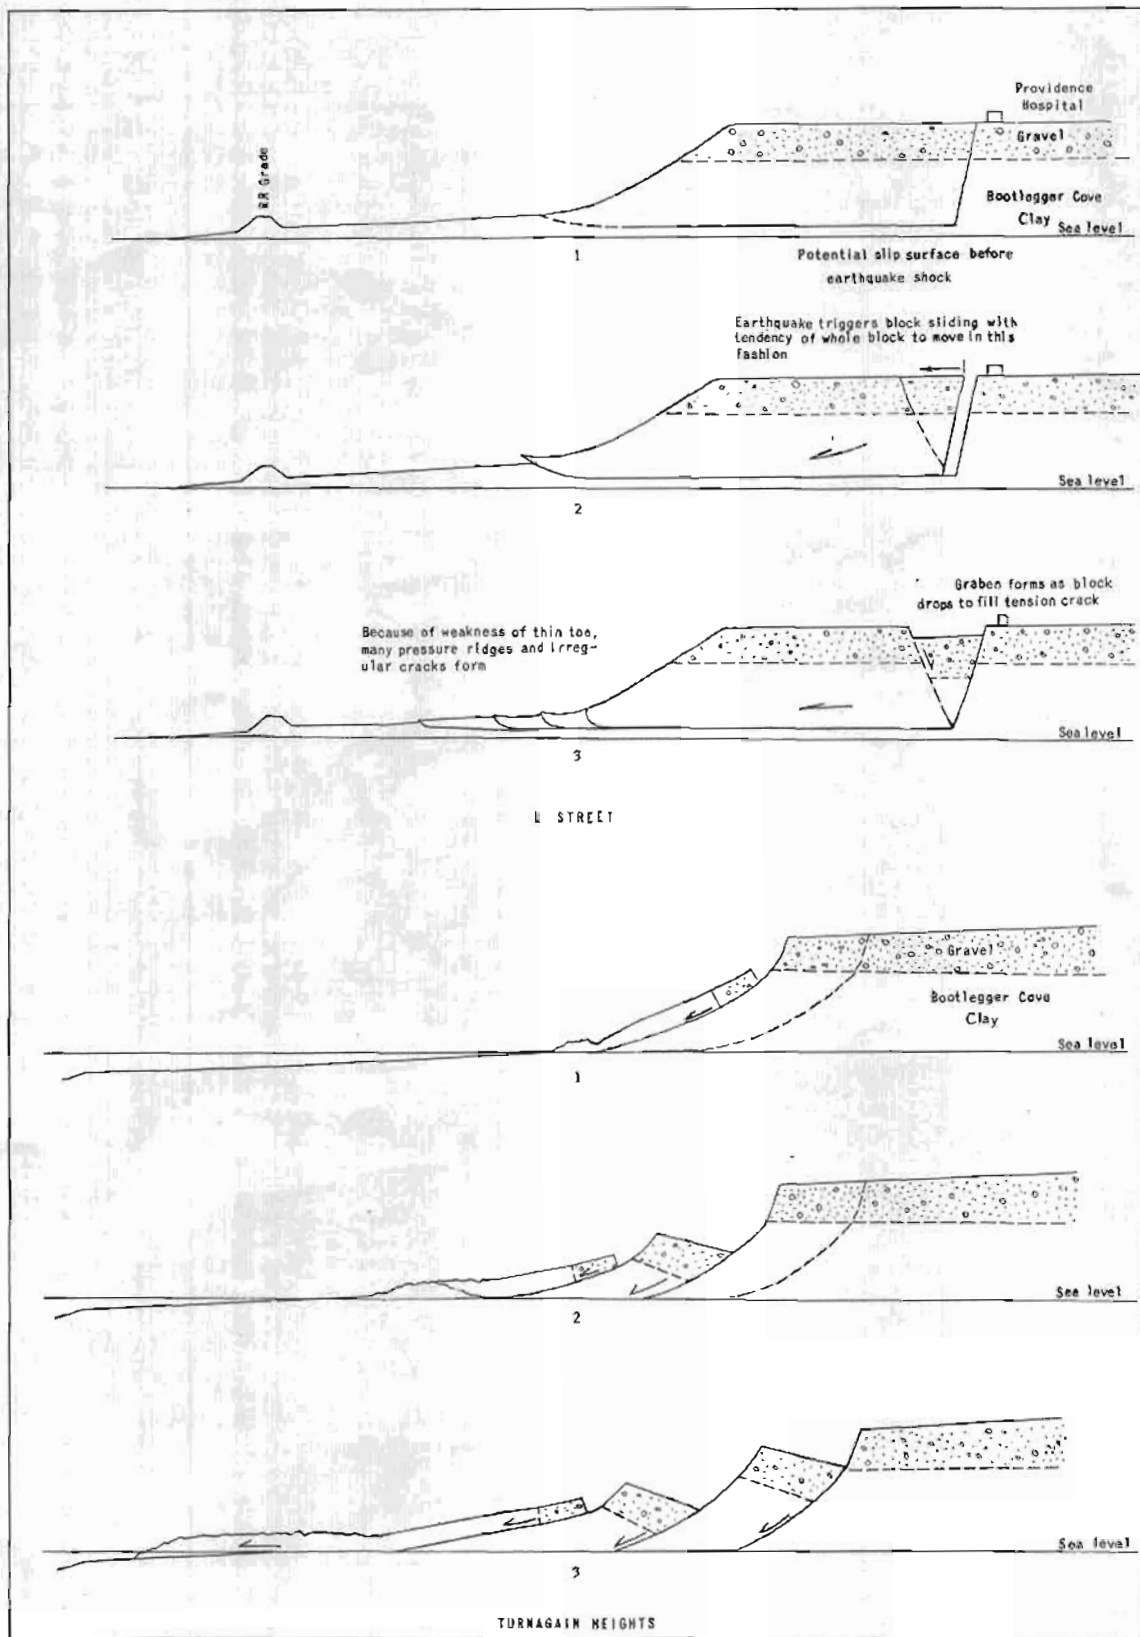 Providence
Hospital
R.R Grade
Gravel
Bootlegger Cove
Clay
Sea level
1
Potential slip surface before
earthquake shock
Earthquake triggers block sliding with
tendency of whole block to move in this
fashion
Sea level
2
Graben forms as block
drops to fill tension crack
Because of weakness of thin toe,
many pressure ridges and irreg-
ular cracks form
Sea level
3
L STREET
Gravel
Bootlegger Cove
Clay
Sea level
1
Sea level
2
Sea level
3
TURNAGAIN HEIGHTS